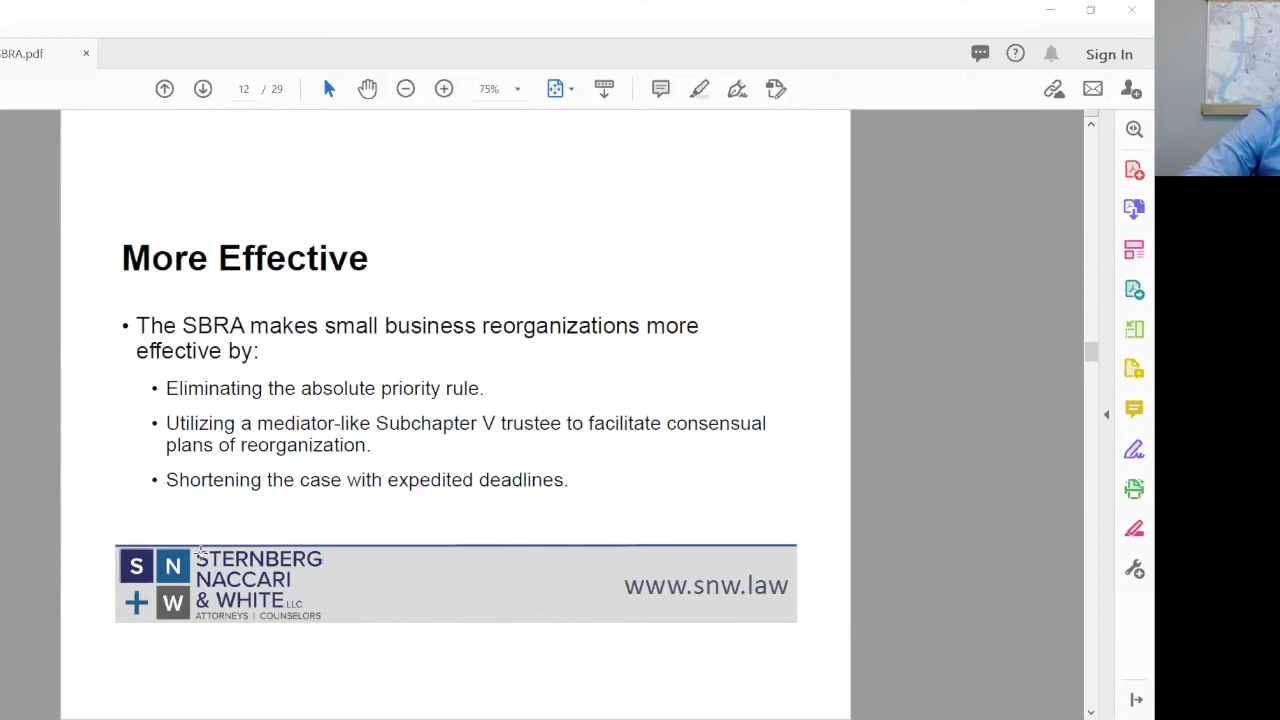 SBRA.pdf
Sign In
12 / 29
75%
More Effective
• The SBRA makes small business reorganizations more
effective by:
• Eliminating the absolute priority rule.
• Utilizing a mediator-like Subchapter V trustee to facilitate consensual
plans of reorganization.
• Shortening the case with expedited deadlines.
S N
+ W
STERNBERG
NACCARI
& WHITE LLC
ATTORNEYS | COUNSELORS
www.snw.law